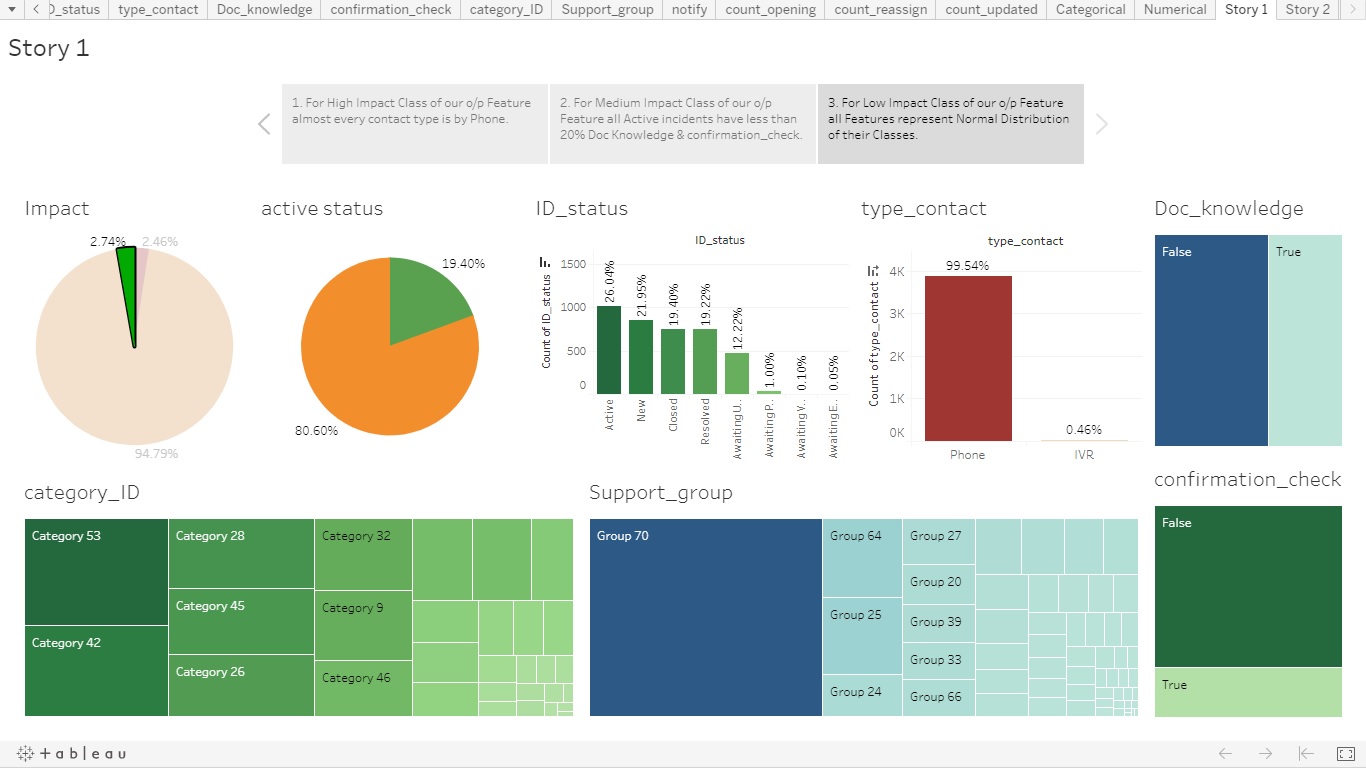 type_contact Doc_knowledge confirmation_check category_ID Support_group notify count_opening count_reassign count_updated Categorical Numerical Story 1 Story 2
Story 1
1. For High Impact Class of our o/p Feature
almost every contact type is by Phone.
2. For Medium Impact Class of our o/p
Feature all Active incidents have less than
20% Doc Knowledge & confirmation_check.
3. For Low Impact Class of our o/p Feature
all Features represent Normal Distribution
of their Classes.
Impact
2.74% 2.46%
94.79%
active status
19.40%
80.60%
ID_status
ID_status
Count of ID_status
1500
1000
500
0
26.04%
21.95%
19.40%
19.22%
12.22%
1.00%
0.10%
0.05%
Active
New
Closed
Resolved
Awaiting U..
Awaiting P..
Awaiting V..
Awaiting E..
type_contact
type_contact
Count of type_contact
4K
3K
2K
1K
0K
99.54%
0.46%
Phone
IVR
Doc_knowledge
False
True
category_ID
Category 53
Category 42
Category 28
Category 45
Category 26
Category 32
Category 9
Category 46
Support_group
Group 70
Group 64
Group 25
Group 24
Group 27
Group 20
Group 39
Group 33
Group 66
confirmation_check
False
True
+ableau